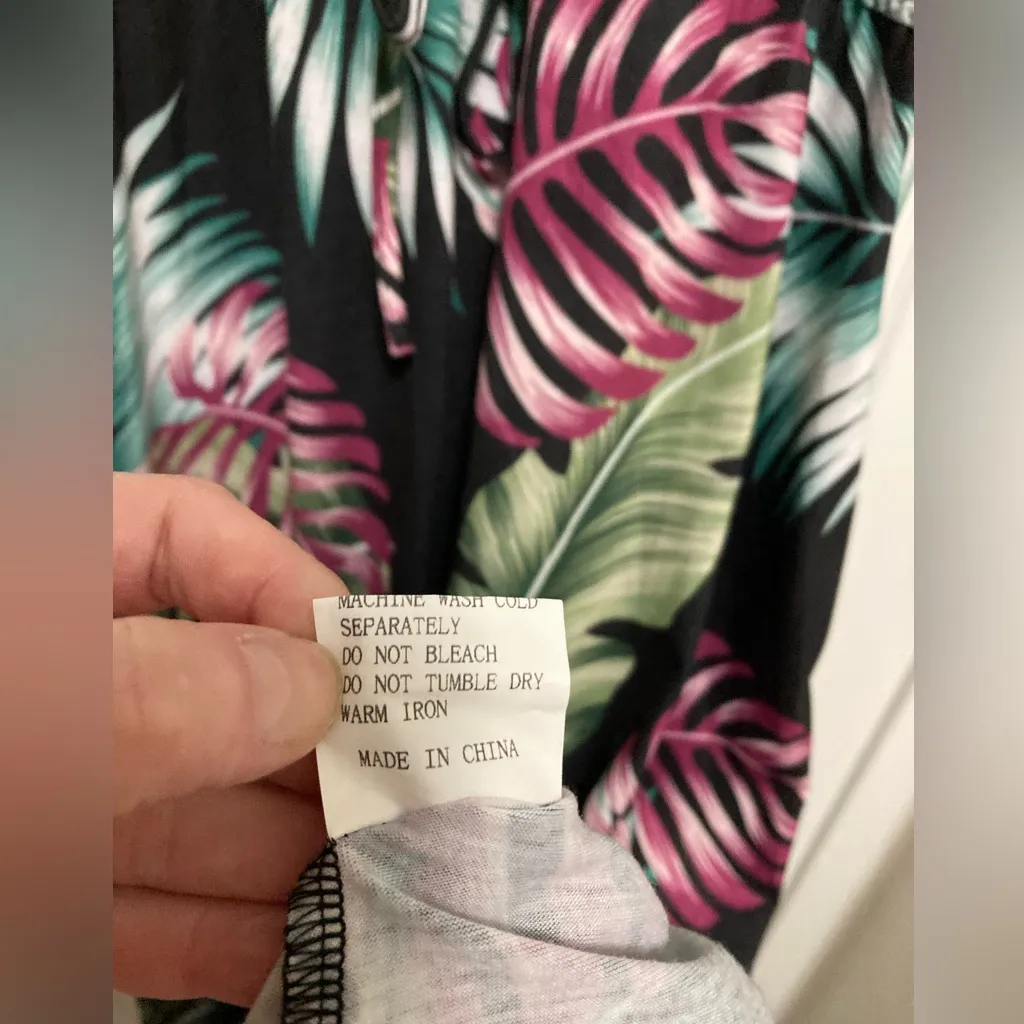 MACHINE WASH COLD
SEPARATELY
DO NOT BLEACH
DO NOT TUMBLE DRY
WARM IRON
MADE IN CHINA